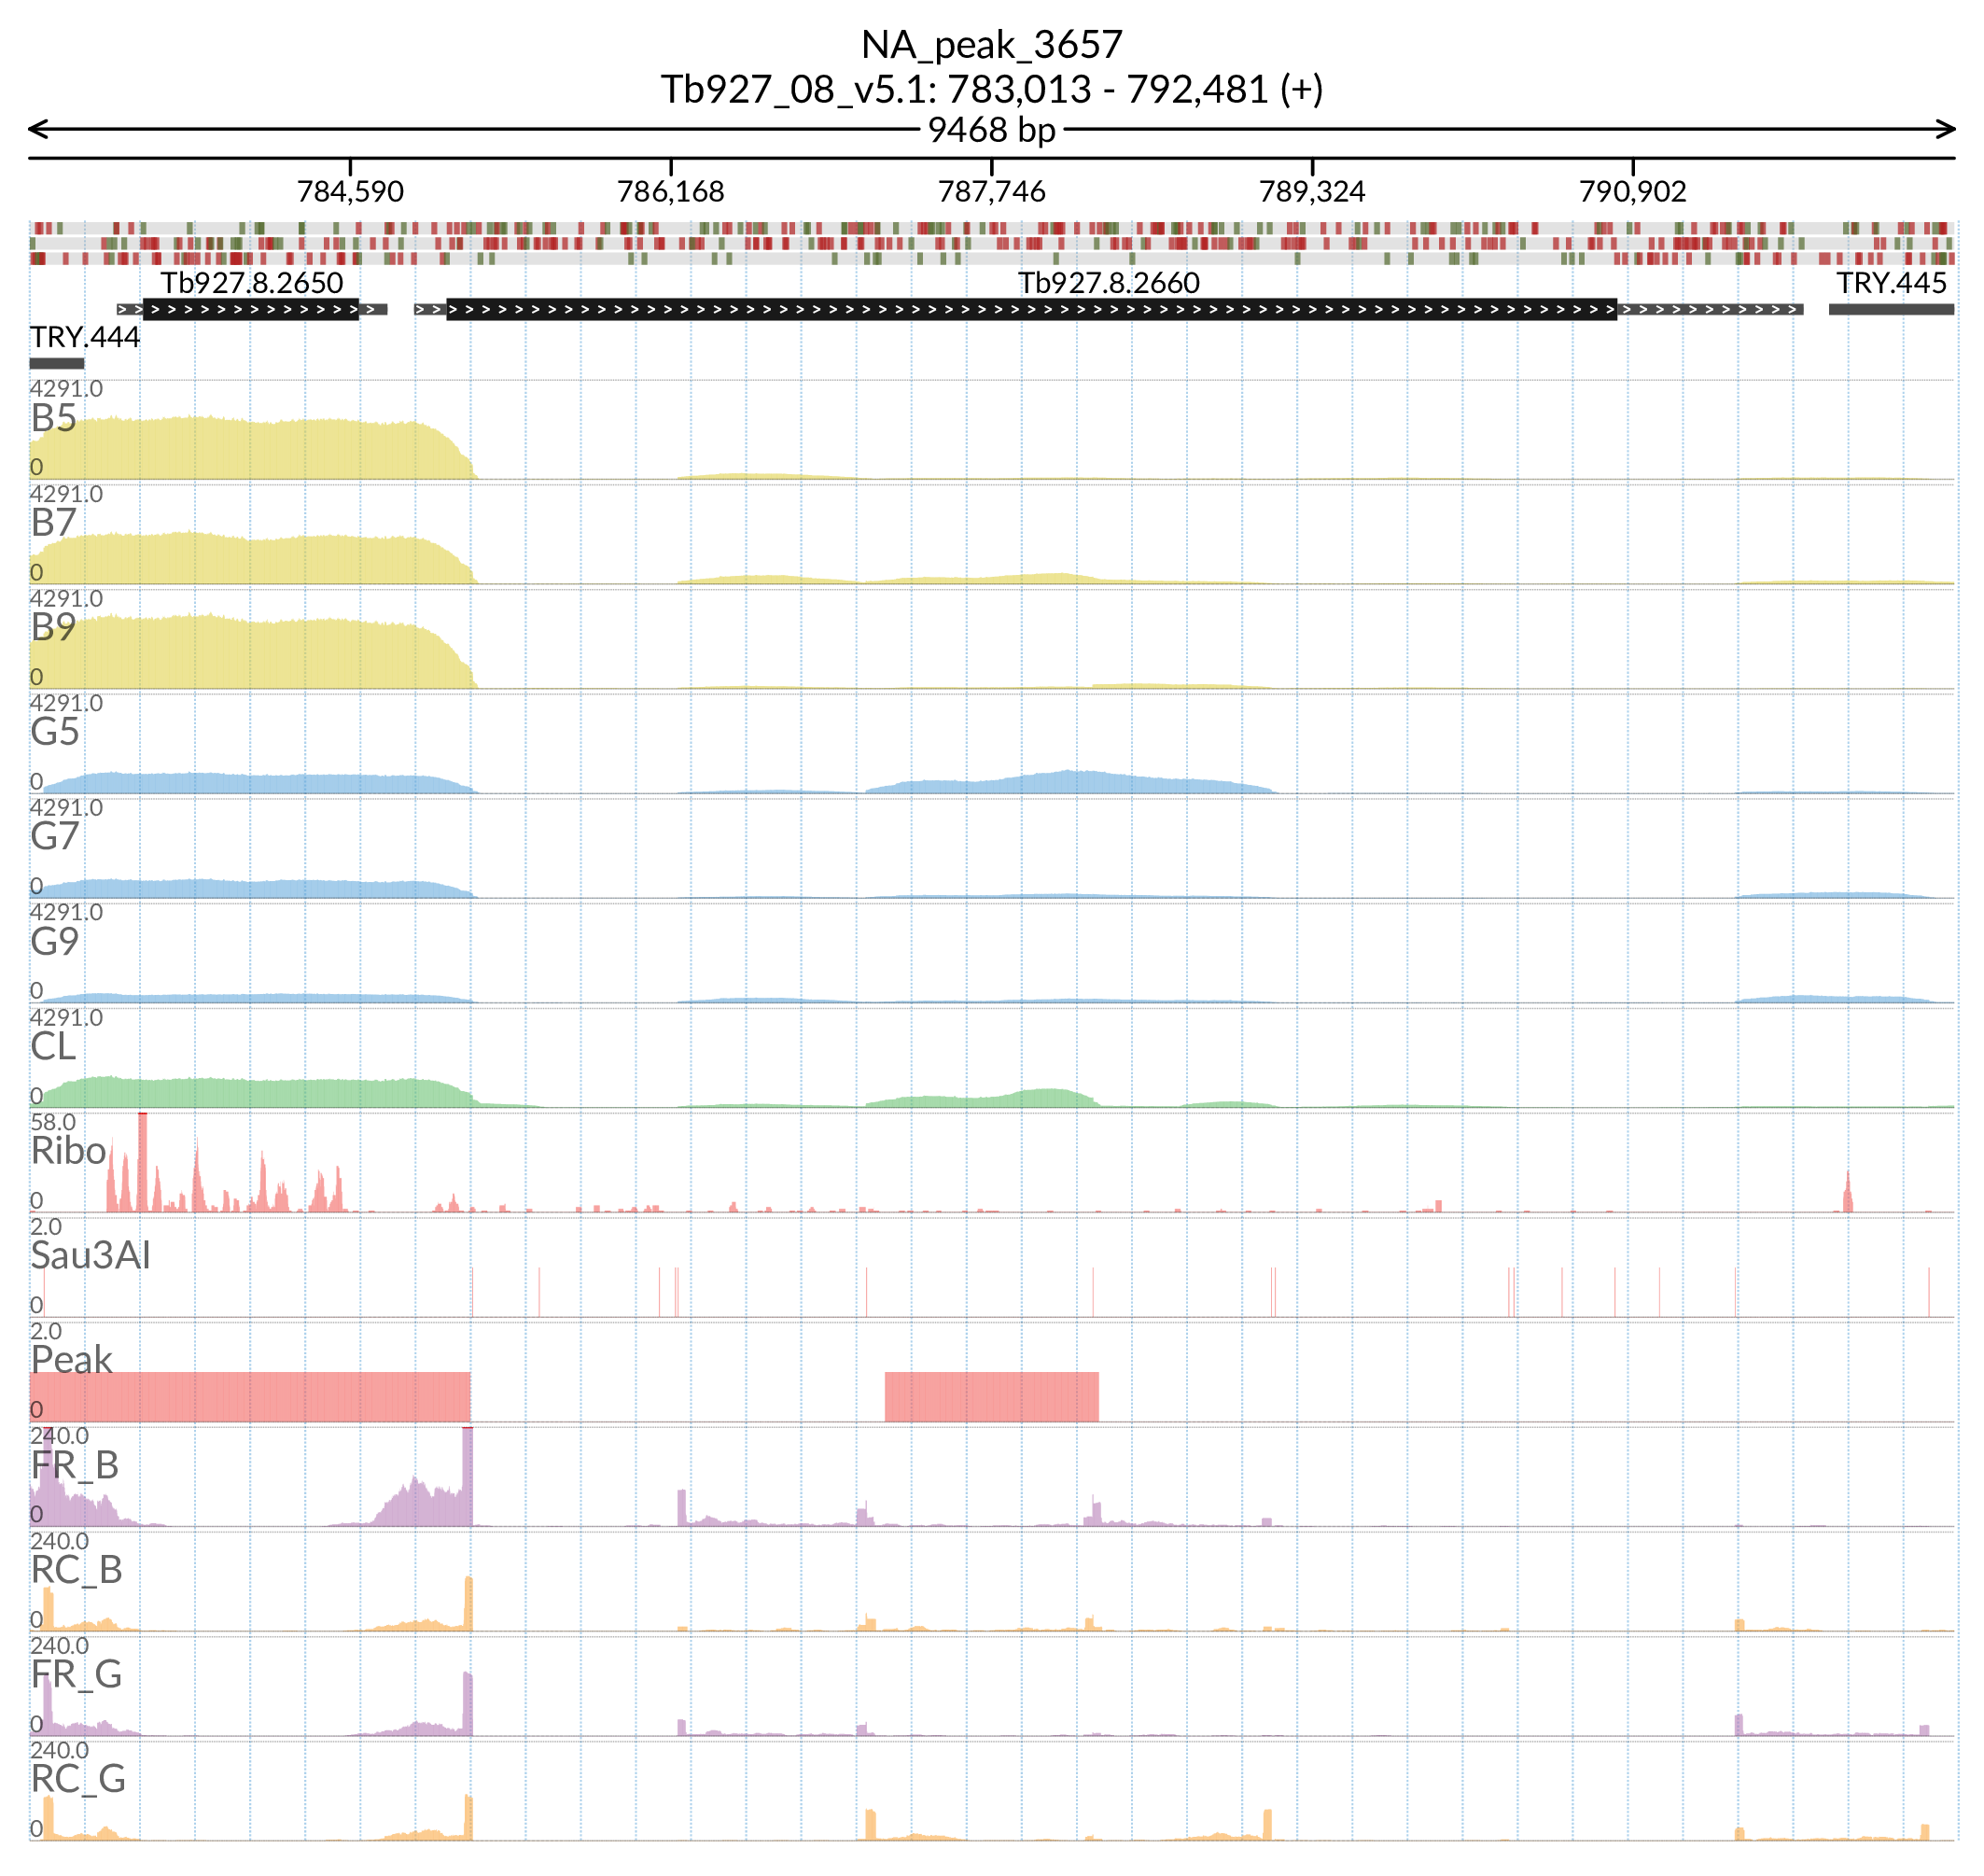 NA_peak_3657
Tb927_08_v5.1: 783,013 - 792,481 (+)
9468 bp
784,590 786,168 787,746 789,324 790,902
Tb927.8.2650 Tb927.8.2660 TRY.445
TRY.444
4291.0
B5
0
4291.0
B7
0
4291.0
B9
0
4291.0
G5
0
4291.0
G7
0
4291.0
G9
0
4291.0
CL
0
58.0
Ribo
0
2.0
Sau3AI
0
2.0
Peak
0
240.0
FR_B
0
240.0
RC_B
0
240.0
FR_G
0
240.0
RC_G
0